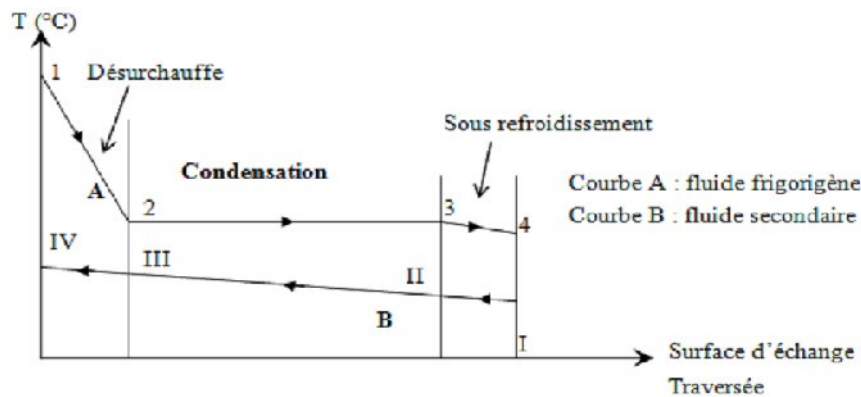 T (°C)
1
Désurchauffe
Sous refroidissement
Condensation
A
2
3
4
Courbe A : fluide frigorigène
Courbe B : fluide secondaire
IV
III
II
B
I
Surface d'échange
Traversée